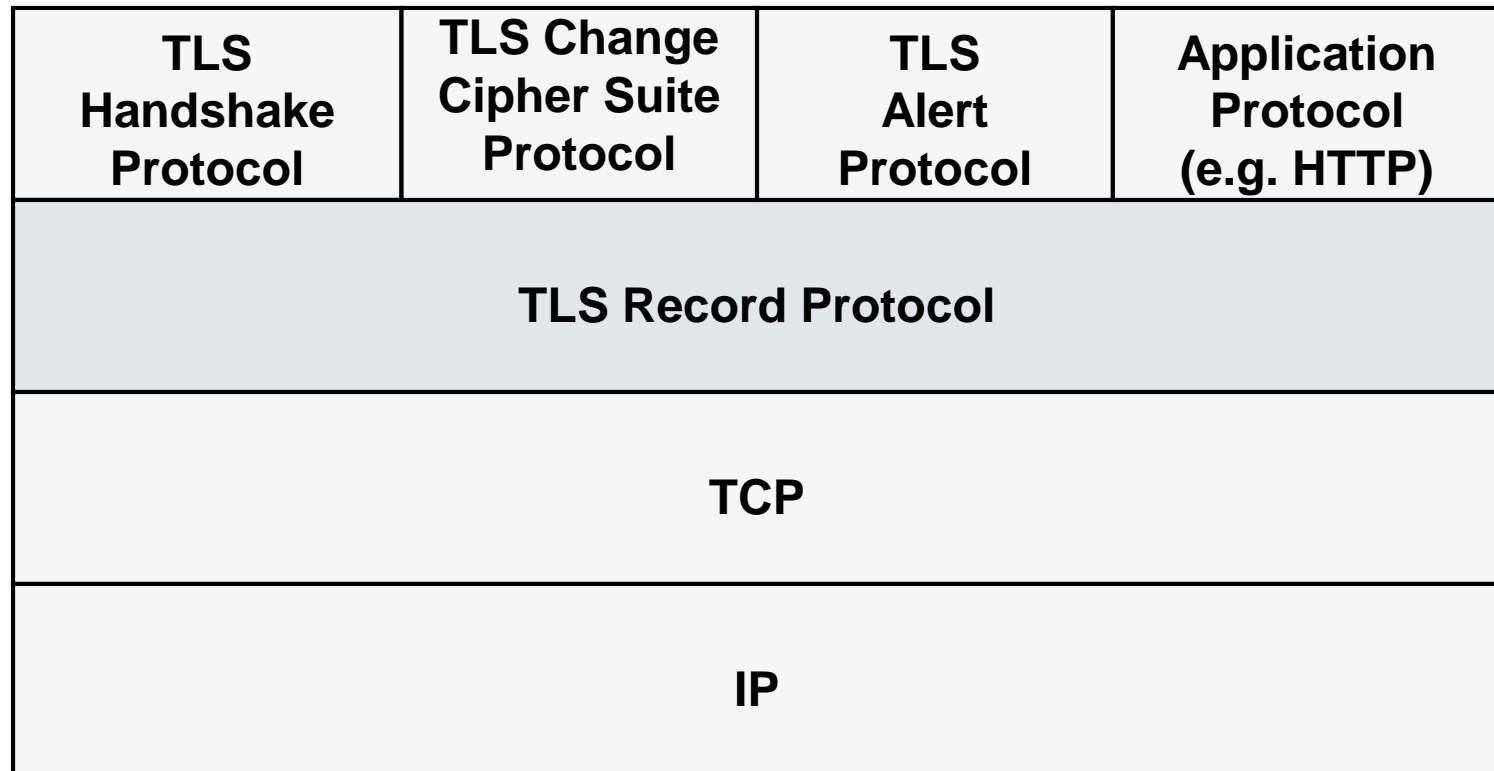 TLS
Handshake
Protocol
TLS Change
Cipher Suite
Protocol
TLS
Alert
Protocol
Application
Protocol
(e.g. HTTP)
TLS Record Protocol
TCP
IP